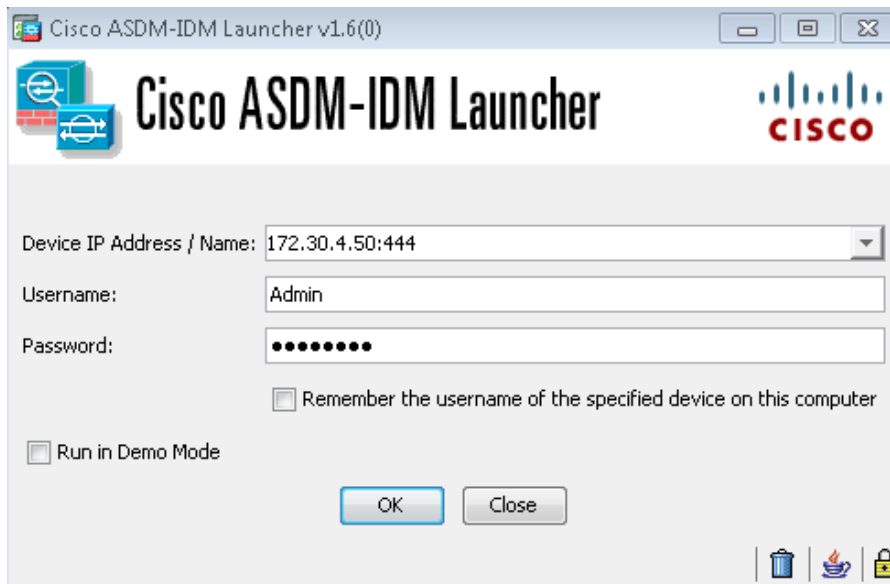 Cisco ASDM-IDM Launcher v1.6(0)
Cisco ASDM-IDM Launcher
CISCO
Device IP Address / Name: 172.30.4.50:444
Username: Admin
Password: ●●●●●●●●
Remember the username of the specified device on this computer
Run in Demo Mode
OK Close